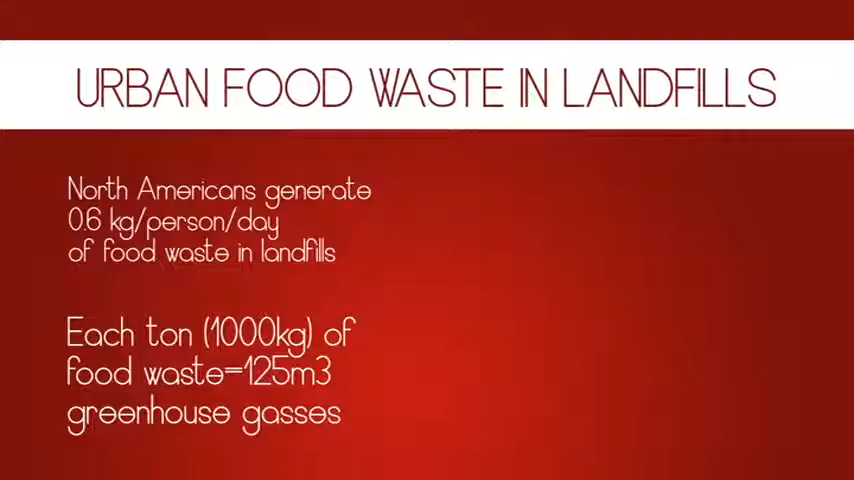 URBAN FOOD WASTE IN LANDFILLS
North Americans generate
0.6 kg/person/day
of food waste in landfills
Each ton (1000kg) of
food waste=125m3
greenhouse gasses